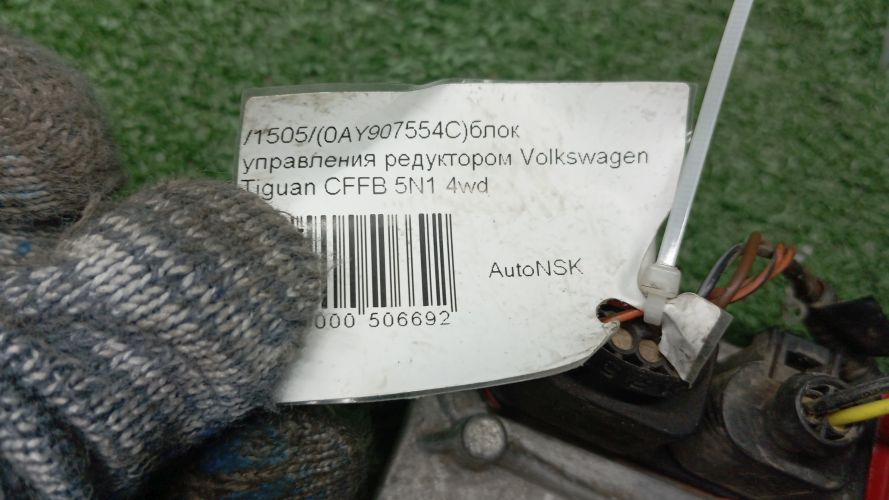 /1505/(0AY907554C)блок
управления редуктором Volkswagen
Tiguan CFFB 5N1 4wd
AutoNSK
000 506692